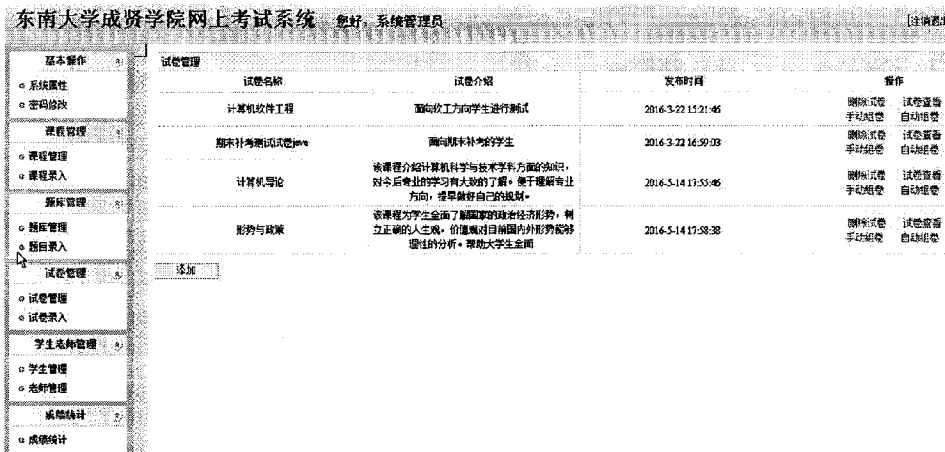 东南大学成贤学院网上考试系统 您好，系统管理员
基本操作
系统属性
密码修改
课程管理
课程管理
课程录入
题库管理
题库管理
题目录入
试卷管理
试卷管理
试卷录入
学生老师管理
学生管理
老师管理
成绩统计
成绩统计
试卷管理
试卷名称 试卷介绍 发布时间 操作
计算机软件工程 面向软工方向学生进行测试 2016-3-22 15:21:46 删除试卷 试卷查看
手动组卷 自动组卷
期末补考测试试卷java 面向期末补考的学生 2016-3-22 16:59:03 删除试卷 试卷查看
手动组卷 自动组卷
计算机导论 该课程介绍计算机科学与技术学科方面的知识，
对今后专业的学习有大致的了解。便于理解专业
方向，提早做好自己的规划。
2016-5-14 17:55:46 删除试卷 试卷查看
手动组卷 自动组卷
形势与政策 该课程为学生全面了解国家的政治经济形势，树
立正确的人生观，价值观对目前国内外形势能够
理性的分析。帮助大学生全面
2016-5-14 17:58:38 删除试卷 试卷查看
手动组卷 自动组卷
添加